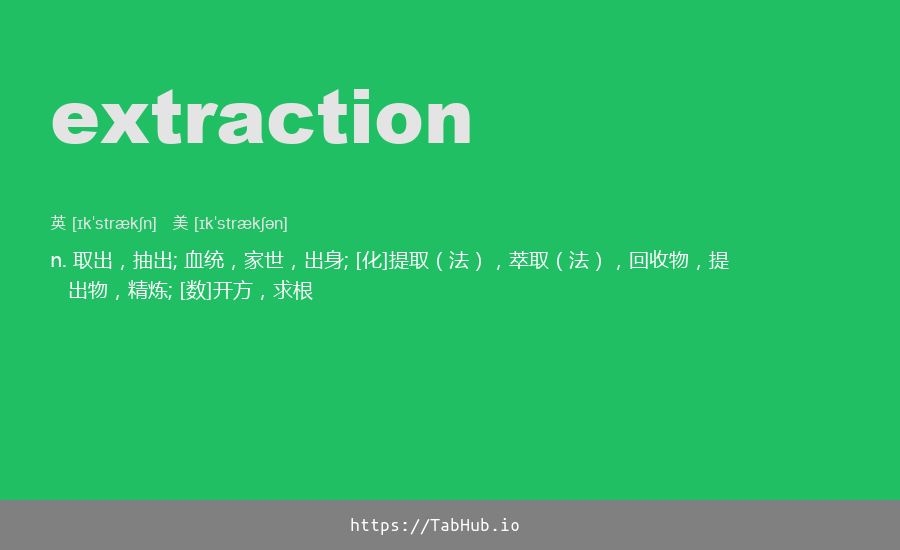 extraction
英 [ɪkˈstrækʃn] 美 [ɪkˈstrækʃən]
n. 取出，抽出; 血统，家世，出身; [化]提取（法），萃取（法），回收物，提
出物，精炼; [数]开方，求根
https://TabHub.io